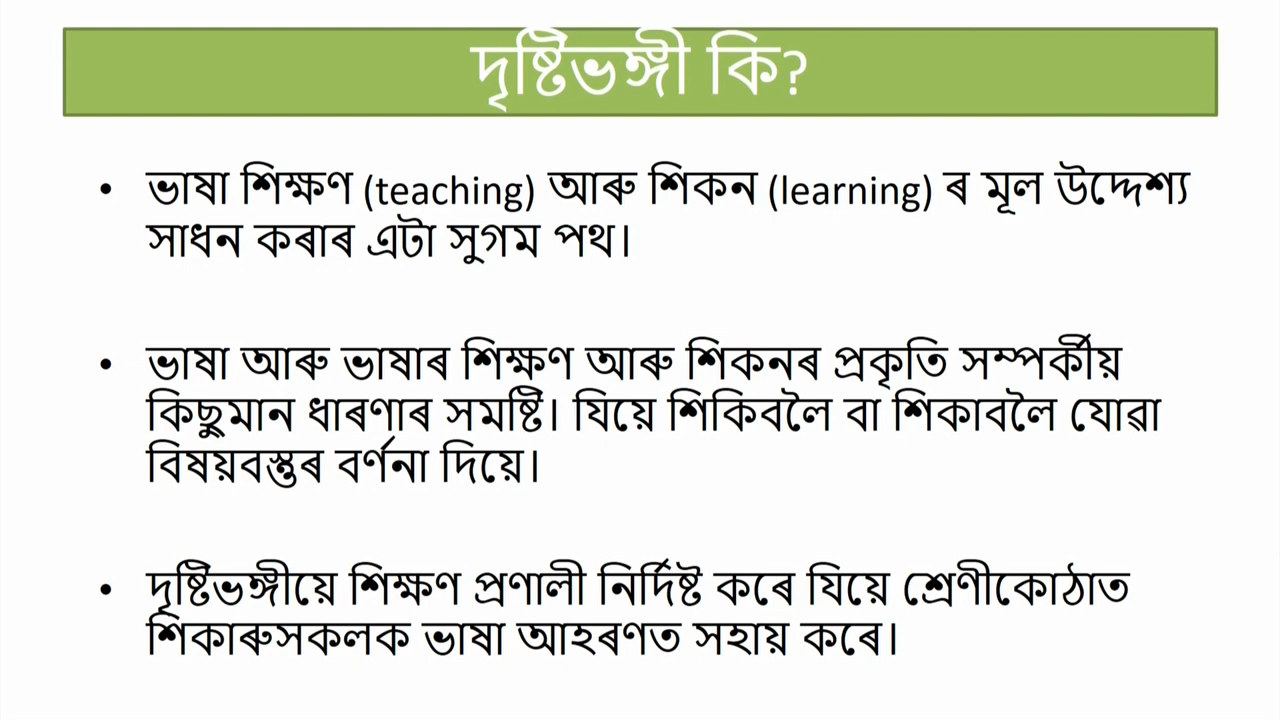 দৃষ্টিভঙ্গী কি?
• ভাষা শিক্ষণ (teaching) আৰু শিকন (learning) ৰ মূল উদ্দেশ্য
সাধন কৰাৰ এটা সুগম পথ।
• ভাষা আৰু ভাষাৰ শিক্ষণ আৰু শিকনৰ প্ৰকৃতি সম্পৰ্কীয়
কিছুমান ধাৰণাৰ সমষ্টি। যিয়ে শিকিবলৈ বা শিকাবলৈ যোৱা
বিষয়বস্তুৰ বৰ্ণনা দিয়ে।
• দৃষ্টিভঙ্গীয়ে শিক্ষণ প্ৰণালী নিৰ্দিষ্ট কৰে যিয়ে শ্ৰেণীকোঠাত
শিকাৰুসকলক ভাষা আহৰণত সহায় কৰে।